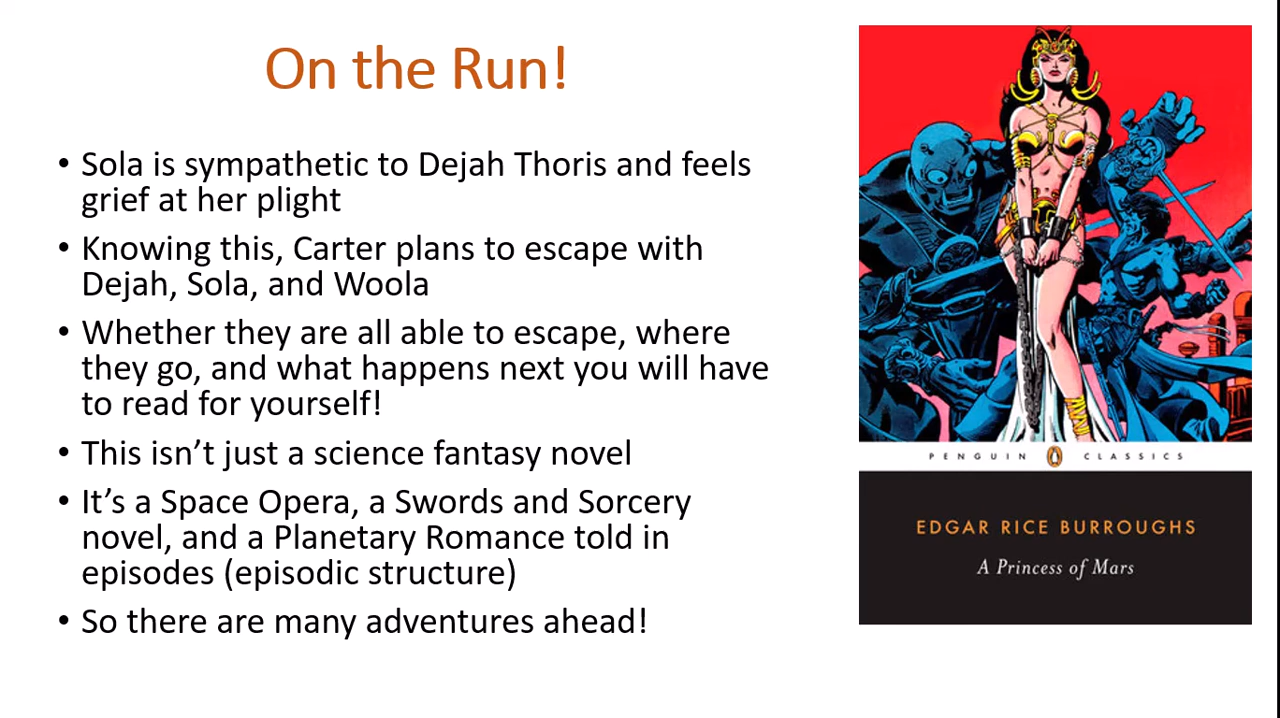 On the Run!
• Sola is sympathetic to Dejah Thoris and feels
grief at her plight
• Knowing this, Carter plans to escape with
Dejah, Sola, and Woola
• Whether they are all able to escape, where
they go, and what happens next you will have
to read for yourself!
• This isn’t just a science fantasy novel
• It’s a Space Opera, a Swords and Sorcery
novel, and a Planetary Romance told in
episodes (episodic structure)
• So there are many adventures ahead!
PENGUIN CLASSICS
EDGAR RICE BURROUGHS
A Princess of Mars